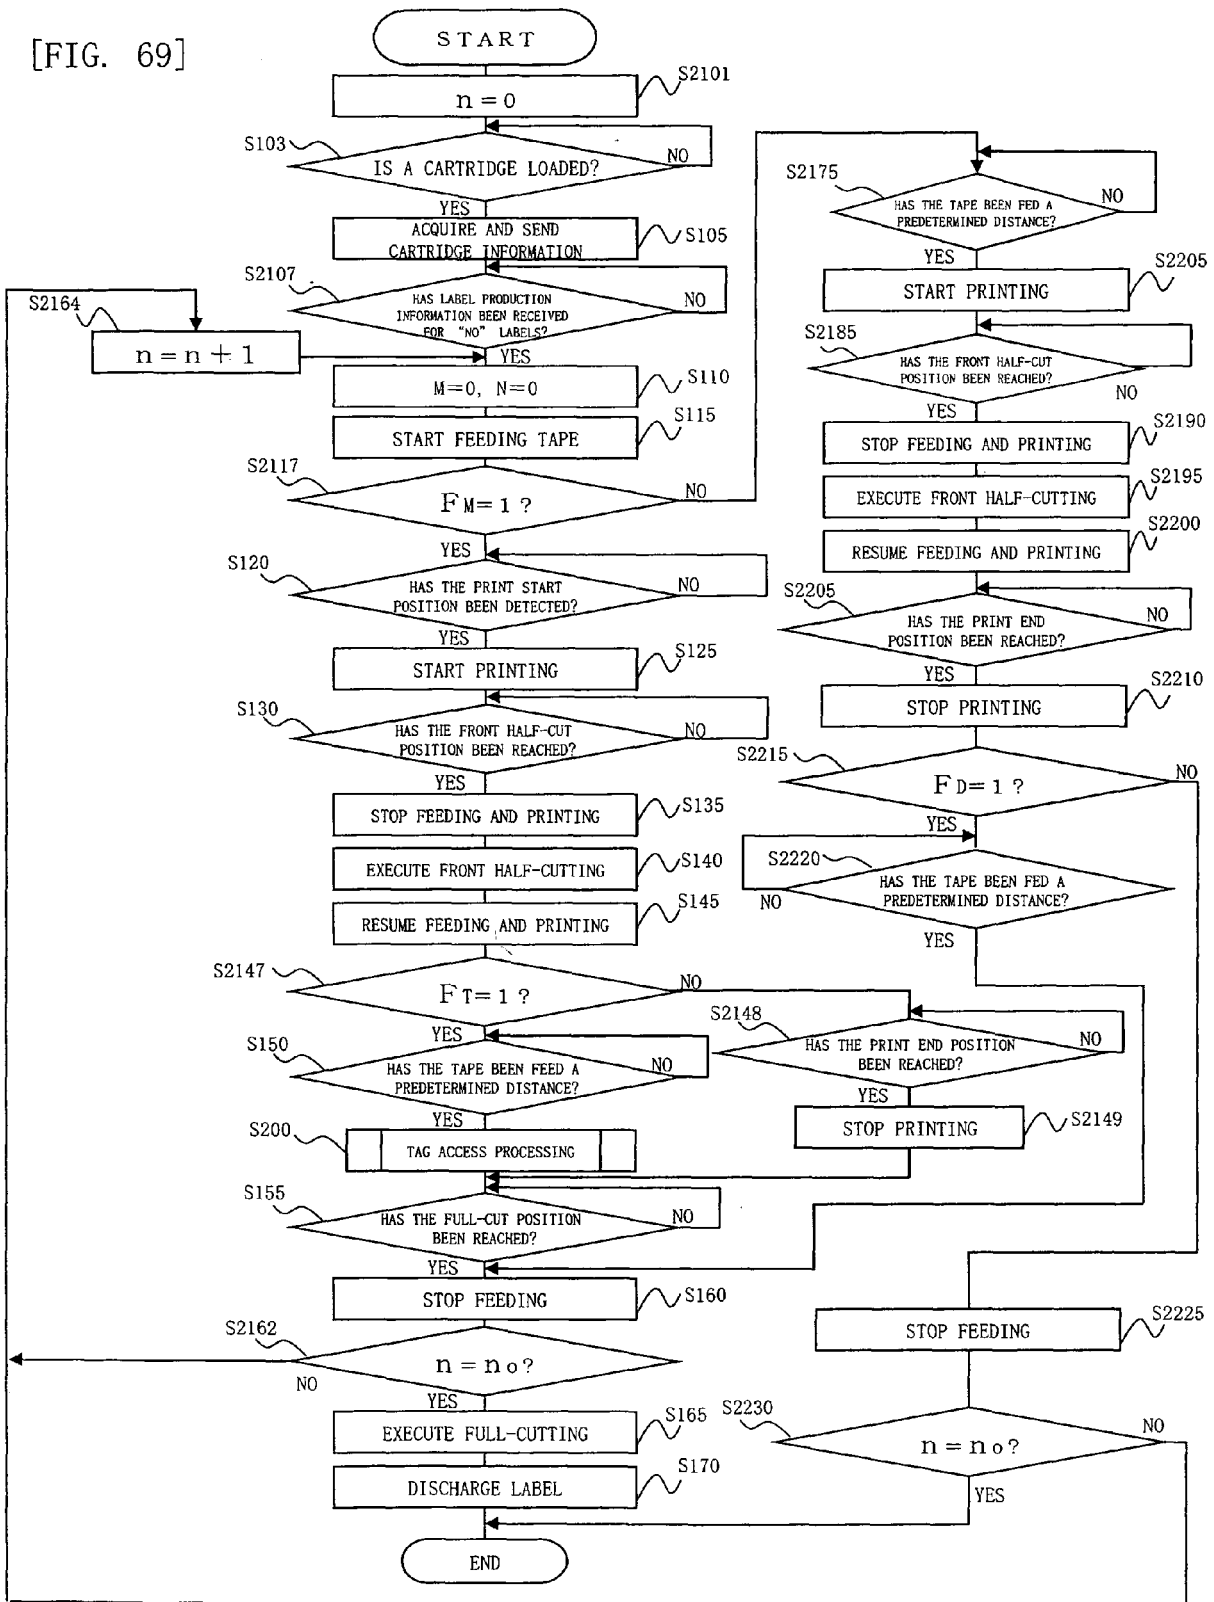 [FIG. 69]
START
S2101
n=0
S103
IS A CARTRIDGE LOADED?
NO
YES
ACQUIRE AND SEND
CARTRIDGE INFORMATION
S105
S2107
HAS LABEL PRODUCTION
INFORMATION BEEN RECEIVED
FOR "NO" LABELS?
NO
YES
S2164
n=n+1
M=0, N=0
S110
START FEEDING TAPE
S115
S2117
FM=1?
NO
YES
S120
HAS THE PRINT START
POSITION BEEN DETECTED?
NO
YES
START PRINTING
S125
S130
HAS THE FRONT HALF-CUT
POSITION BEEN REACHED?
NO
YES
STOP FEEDING AND PRINTING
S135
EXECUTE FRONT HALF-CUTTING
S140
RESUME FEEDING AND PRINTING
S145
S2147
FT=1?
NO
YES
S150
HAS THE TAPE BEEN FEED A
PREDETERMINED DISTANCE?
NO
YES
S200
TAG ACCESS PROCESSING
S2148
HAS THE PRINT END POSITION
BEEN REACHED?
NO
YES
STOP PRINTING
S2149
S155
HAS THE FULL-CUT POSITION
BEEN REACHED?
NO
YES
STOP FEEDING
S160
S2162
n=no?
NO
YES
EXECUTE FULL-CUTTING
S165
DISCHARGE LABEL
S170
END
S2175
HAS THE TAPE BEEN FED A
PREDETERMINED DISTANCE?
NO
YES
START PRINTING
S2205
S2185
HAS THE FRONT HALF-CUT
POSITION BEEN REACHED?
NO
YES
STOP FEEDING AND PRINTING
S2190
EXECUTE FRONT HALF-CUTTING
S2195
RESUME FEEDING AND PRINTING
S2200
S2205
HAS THE PRINT END
POSITION BEEN REACHED?
NO
YES
STOP PRINTING
S2210
S2215
FD=1?
NO
YES
S2220
HAS THE TAPE BEEN FED A
PREDETERMINED DISTANCE?
NO
YES
STOP FEEDING
S2225
S2230
n=no?
NO
YES